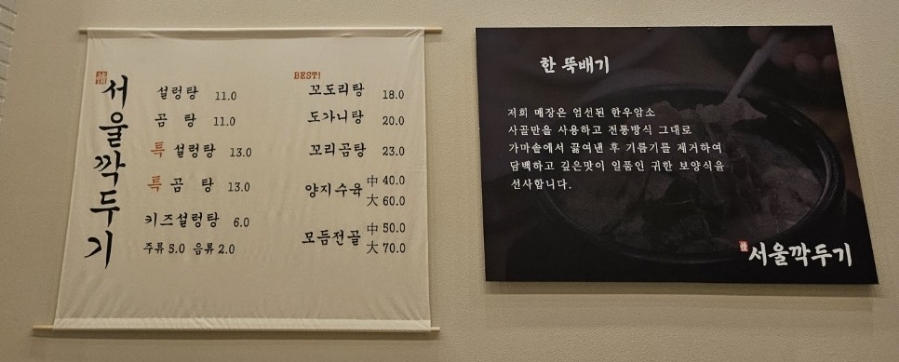 서울깍두기
설렁탕 11.0
곰 탕 11.0
특 설렁탕 13.0
특 곰 탕 13.0
키즈설렁탕 6.0
주류 5.0 음류 2.0
BEST!
꼬도리탕 18.0
도가니탕 20.0
꼬리곰탕 23.0
양지수육 中 40.0
大 60.0
모듬전골 中 50.0
大 70.0
한 뚝배기
저희 매장은 엄선된 한우암소
사골만을 사용하고 전통방식 그대로
가마솥에서 끓여낸 후 기름기를 제거하여
담백하고 깊은맛이 일품인 귀한 보양식을
선사합니다.
서울깍두기